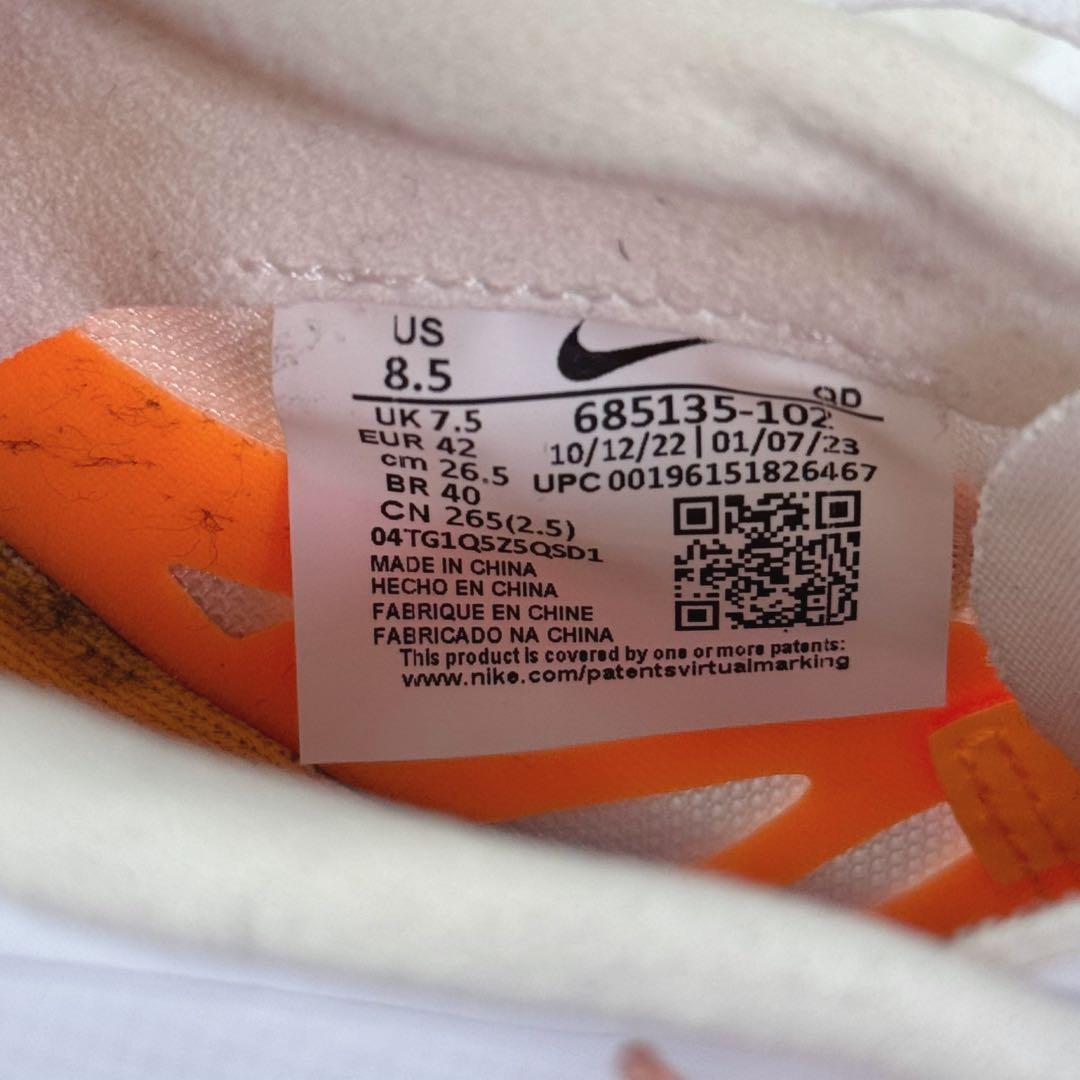 US
8.5
QD
UK 7.5
685135-102
EUR 42
10/12/22 | 01/07/23
cm 26.5
UPC 00196151826467
BR 40
CN 265(2.5)
04TG1Q5Z5QSD1
MADE IN CHINA
HECHO EN CHINA
FABRIQUE EN CHINE
FABRICADO NA CHINA
This product is covered by one or more patents:
www.nike.com/patentsvirtualmarking